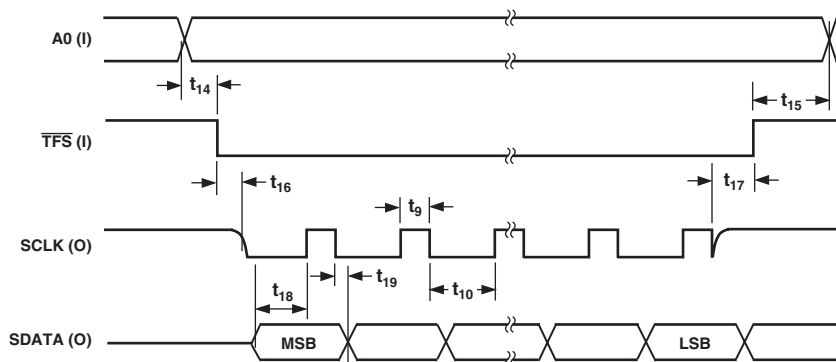 A0 (I)
t14
t15
TFS (I)
t16
t17
t9
SCLK (O)
t18
t19
t10
SDATA (O)
MSB
LSB